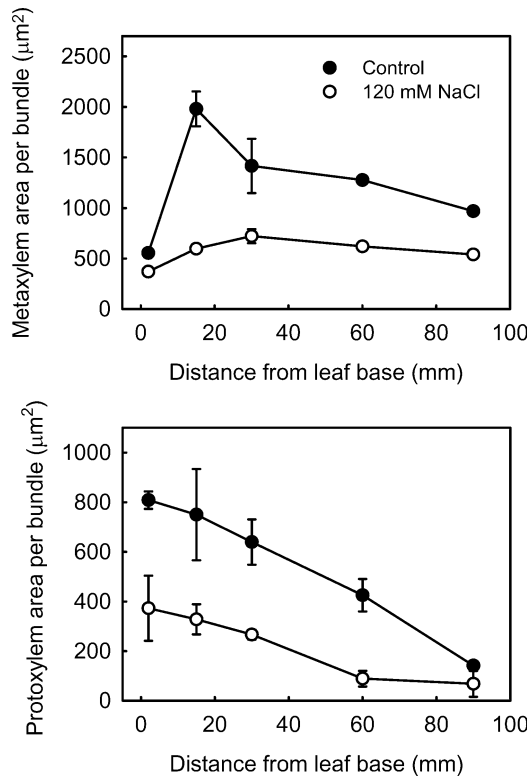 Metaxylem area per bundle (μm²)
2500
2000
1500
1000
500
0
Control
120 mM NaCl
0 20 40 60 80 100
Distance from leaf base (mm)
Protoxylem area per bundle (μm²)
1000
800
600
400
200
0
0 20 40 60 80 100
Distance from leaf base (mm)